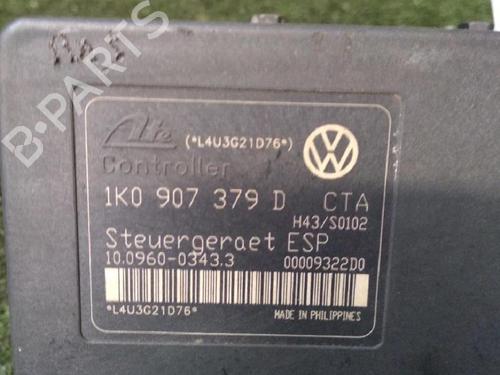 Ate (*L4U3G21D76*)
Controller
1K0 907 379 D CTA
H43/S0102
Steuergeraet ESP
10.0960-0343.3 00009322D0
*L4U3G21D76*
MADE IN PHILIPPINES